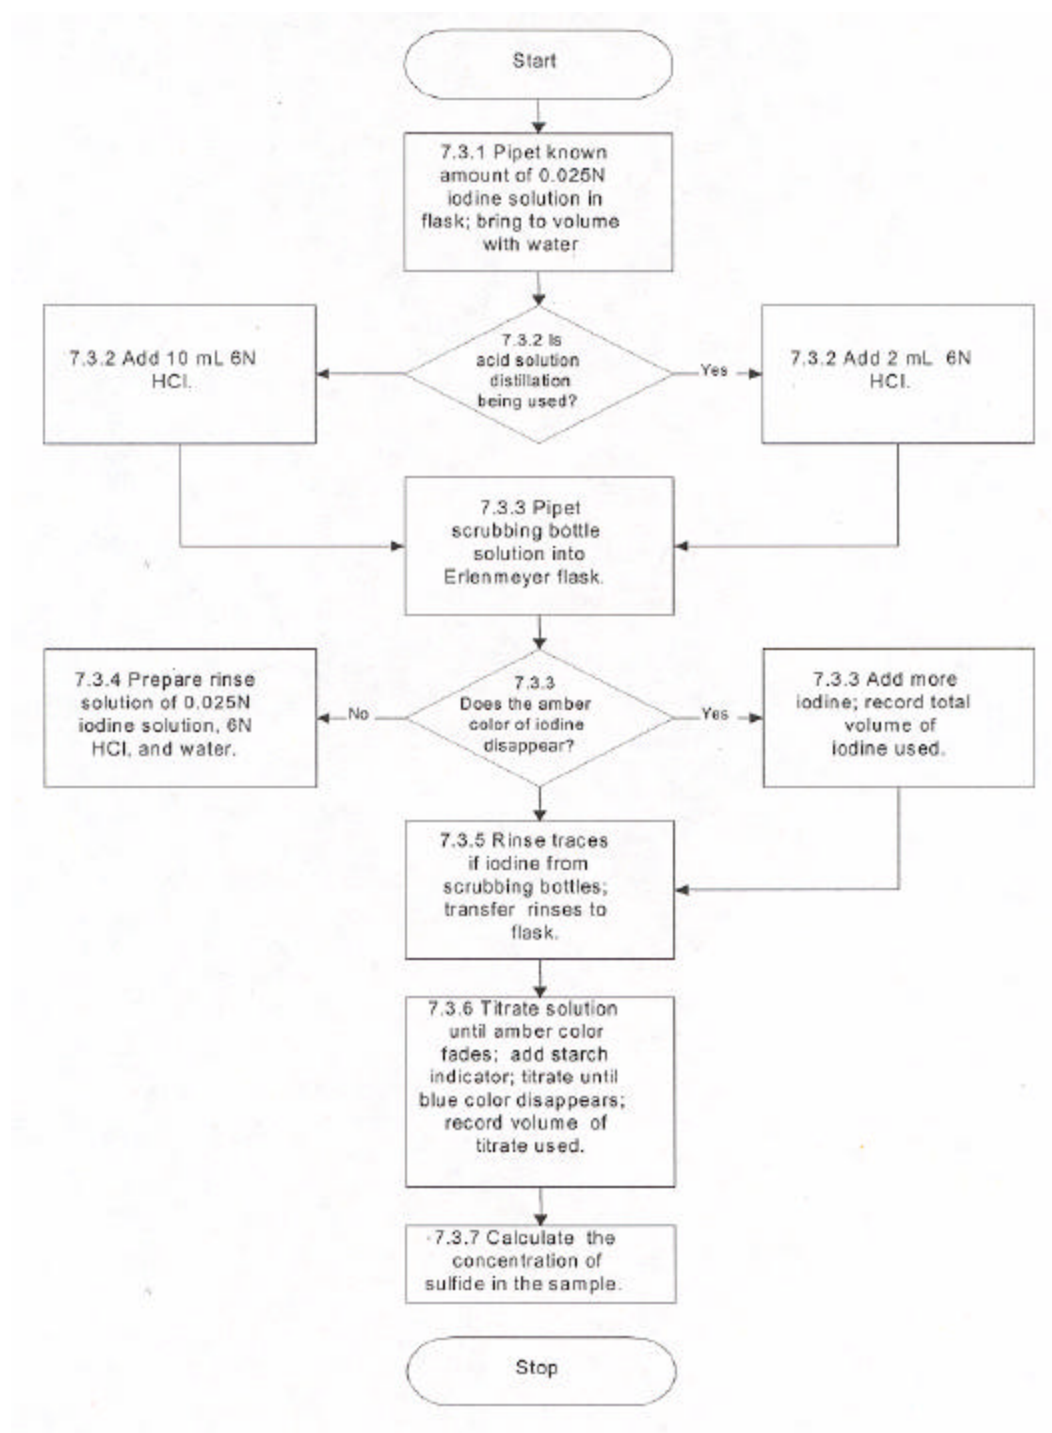 Start
7.3.1 Pipet known
amount of 0.025N
iodine solution in
flask; bring to volume
with water
7.3.2 Add 10 mL 6N
HCl.
7.3.2 Is
acid solution
distillation
being used?
Yes
7.3.2 Add 2 mL 6N
HCl.
7.3.3 Pipet
scrubbing bottle
solution into
Erlenmeyer flask.
7.3.4 Prepare rinse
solution of 0.025N
iodine solution, 6N
HCl, and water.
No
7.3.3
Does the amber
color of iodine
disappear?
Yes
7.3.3 Add more
iodine; record total
volume of
iodine used.
7.3.5 Rinse traces
if iodine from
scrubbing bottles;
transfer rinses to
flask.
7.3.6 Titrate solution
until amber color
fades; add starch
indicator; titrate until
blue color disappears;
record volume of
titrate used.
7.3.7 Calculate the
concentration of
sulfide in the sample.
Stop